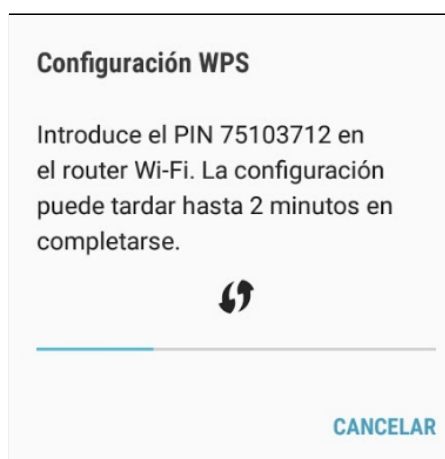 Configuración WPS
Introduce el PIN 75103712 en
el router Wi-Fi. La configuración
puede tardar hasta 2 minutos en
completarse.
CANCELAR